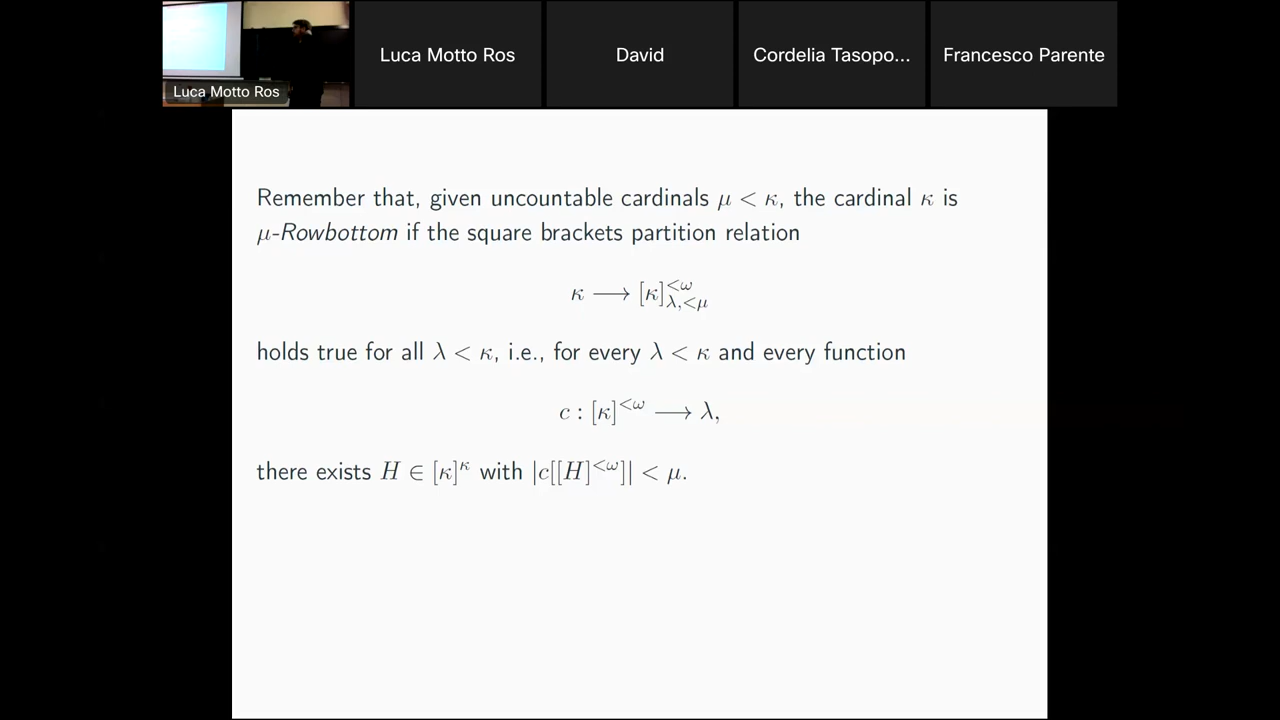 Luca Motto Ros
David
Cordelia Tasopo...
Francesco Parente
Luca Motto Ros
Remember that, given uncountable cardinals μ < κ, the cardinal κ is
μ-Rowbottom if the square brackets partition relation
κ ⟶ [κ]^{<ω}_{λ,<μ}
holds true for all λ < κ, i.e., for every λ < κ and every function
c : [κ]^{<ω} ⟶ λ,
there exists H ∈ [κ]^κ with |c[[H]^{<ω}]| < μ.